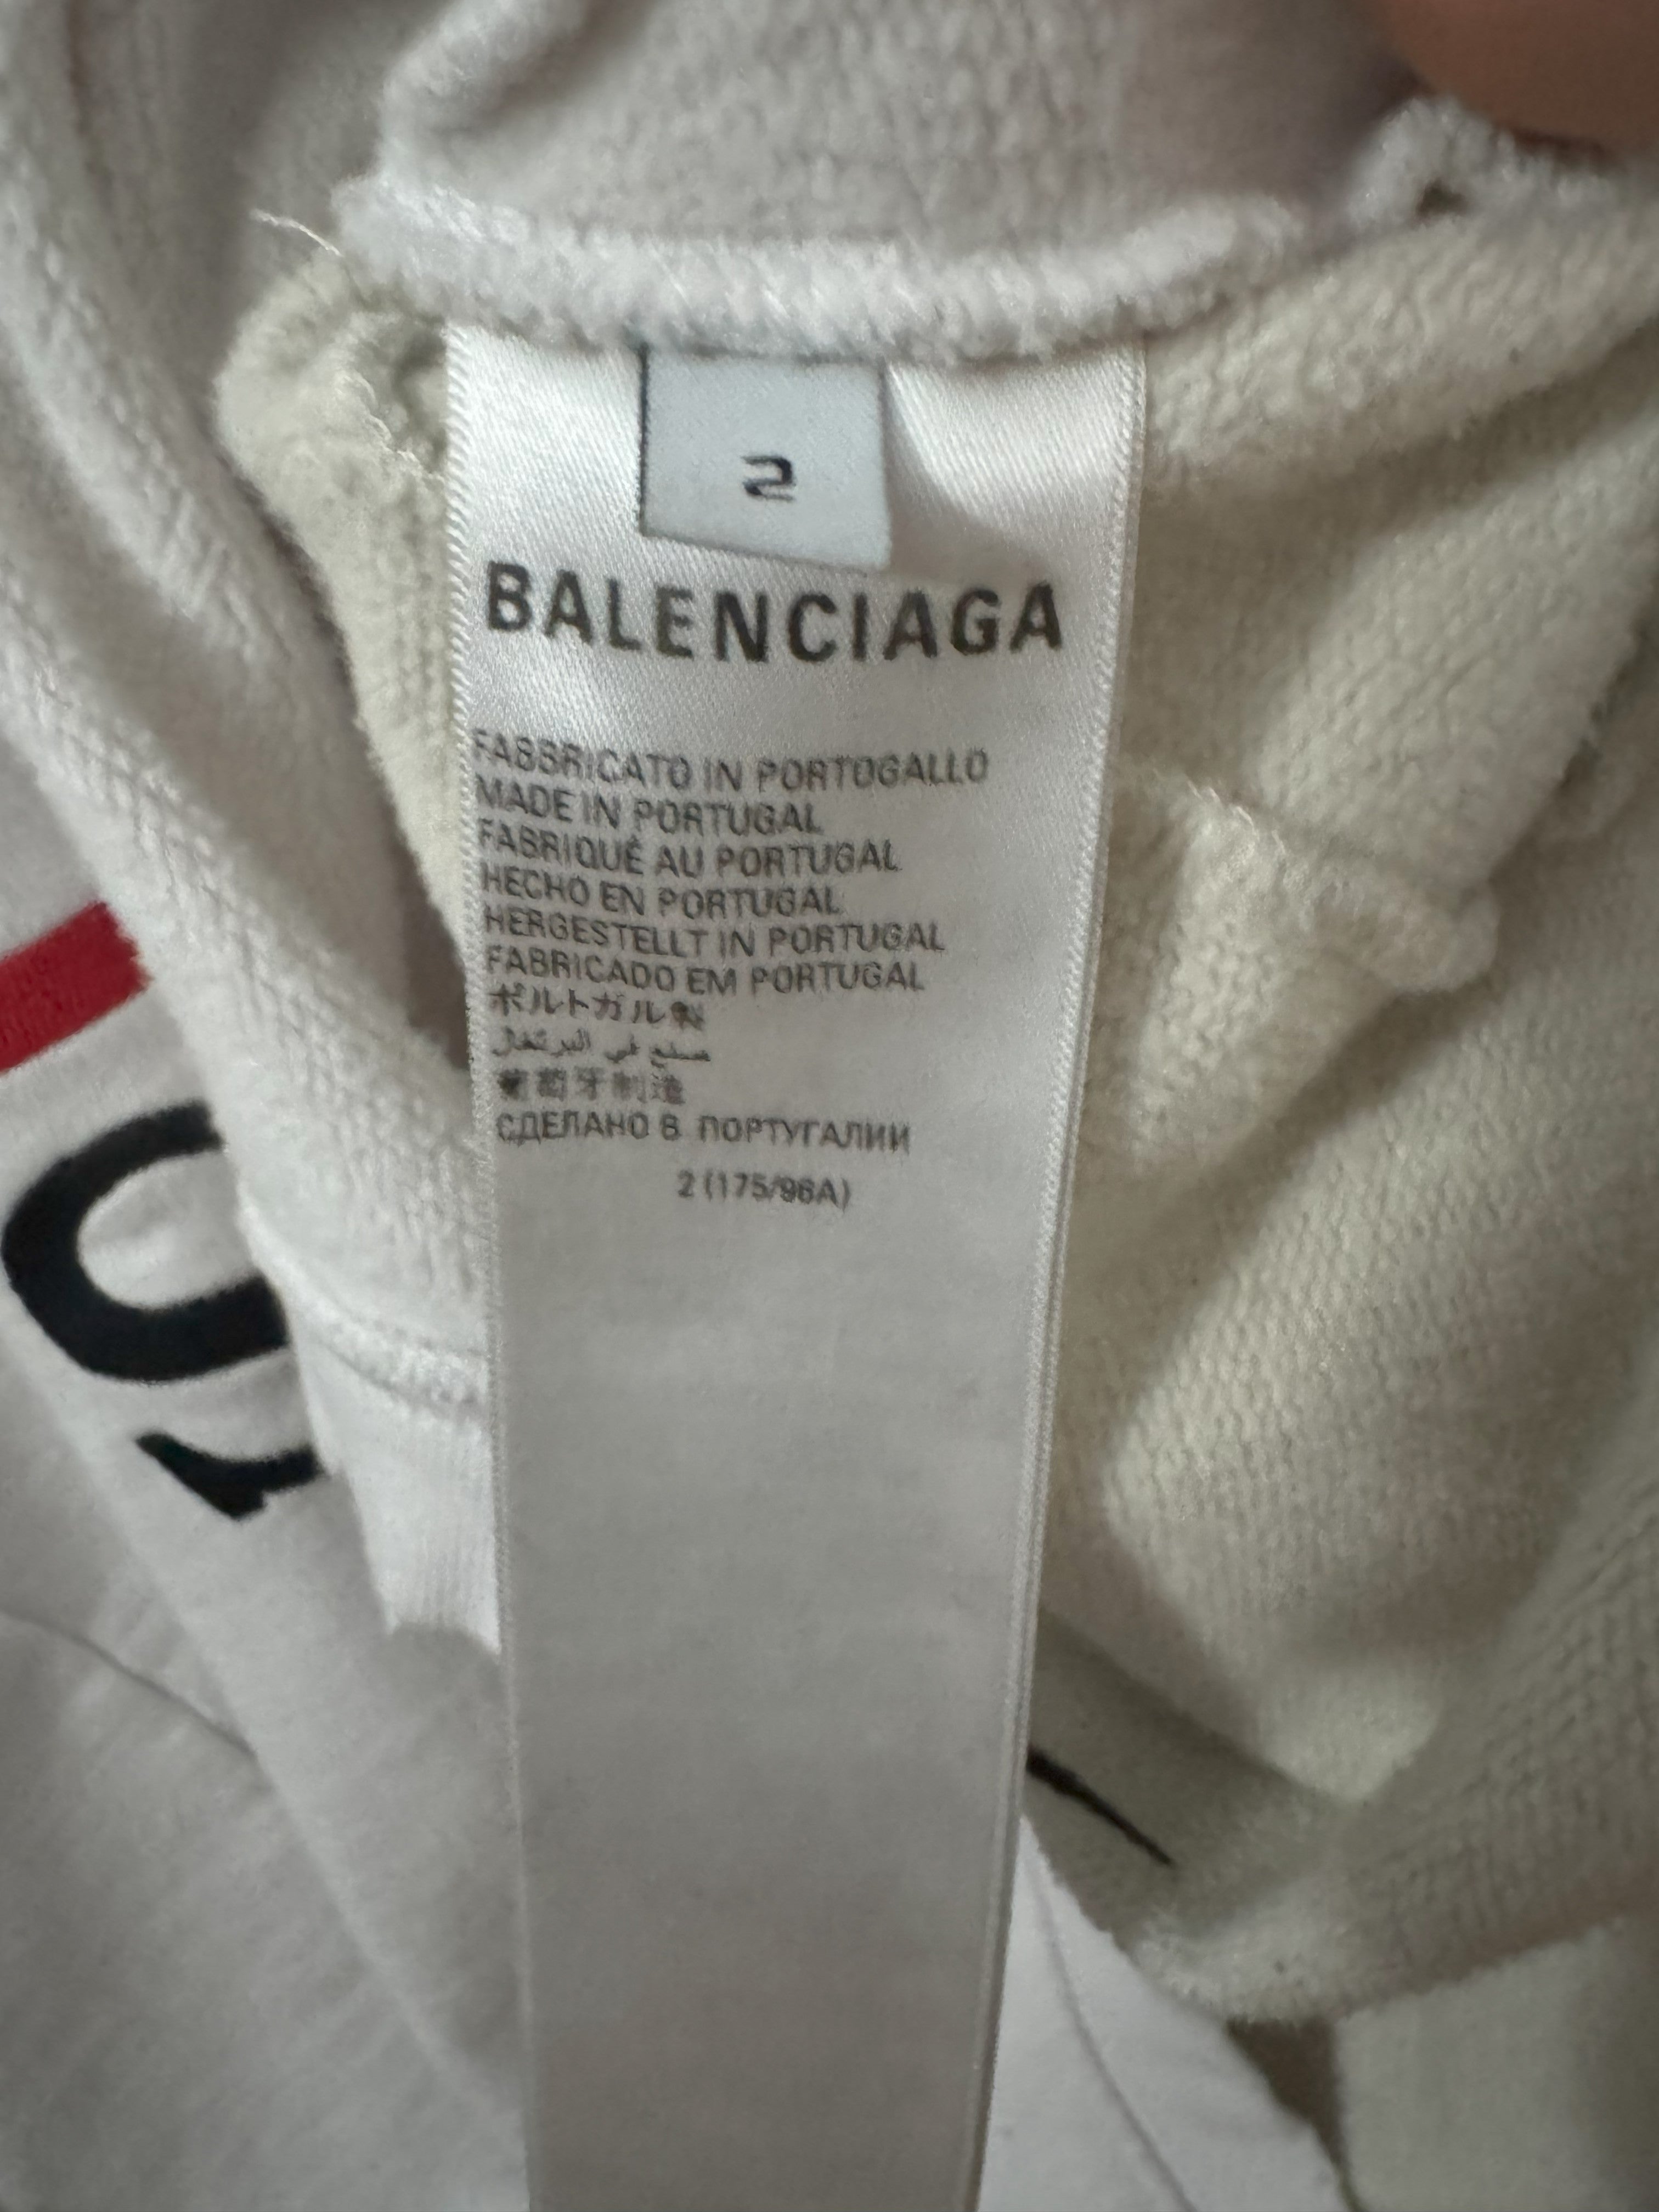 2
BALENCIAGA
FABBRICATO IN PORTOGALLO
MADE IN PORTUGAL
FABRIQUÉ AU PORTUGAL
HECHO EN PORTUGAL
HERGESTELLT IN PORTUGAL
FABRICADO EM PORTUGAL
ポルトガル製
صنع في البرتغال
葡萄牙制造
СДЕЛАНО В ПОРТУГАЛИИ
2 (175/96A)